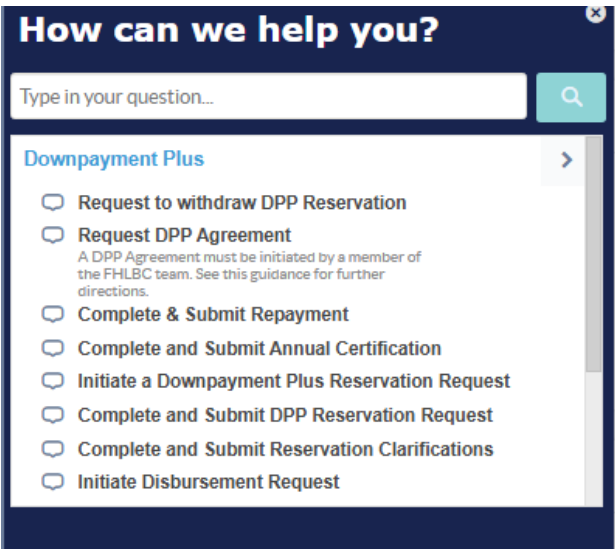 How can we help you?
Type in your question...
Downpayment Plus
Request to withdraw DPP Reservation
Request DPP Agreement
A DPP Agreement must be initiated by a member of
the FHLBC team. See this guidance for further
directions.
Complete & Submit Repayment
Complete and Submit Annual Certification
Initiate a Downpayment Plus Reservation Request
Complete and Submit DPP Reservation Request
Complete and Submit Reservation Clarifications
Initiate Disbursement Request